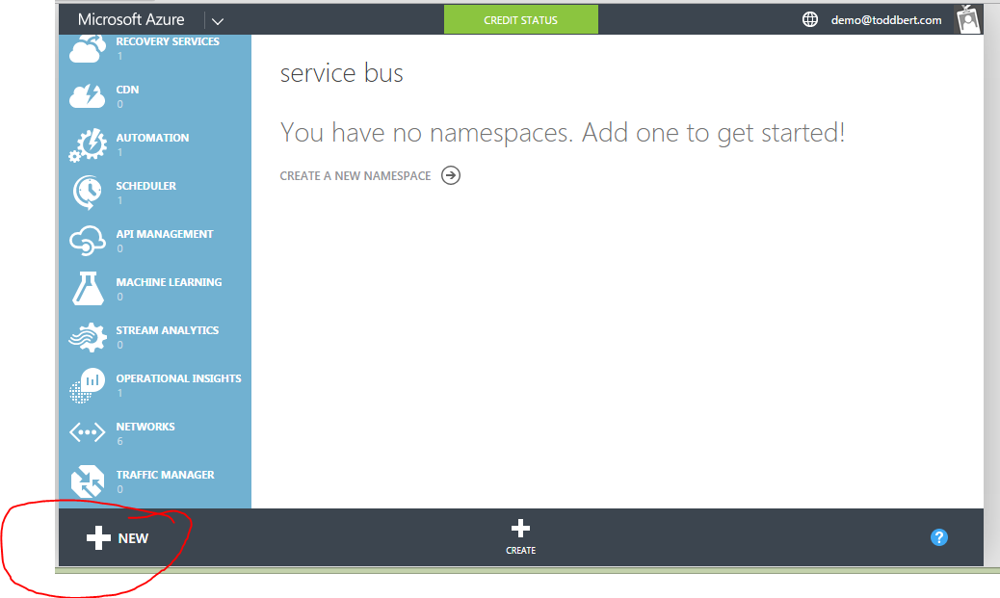 Microsoft Azure
CREDIT STATUS
demo@toddbert.com
RECOVERY SERVICES
1
CDN
0
AUTOMATION
1
SCHEDULER
1
API MANAGEMENT
0
MACHINE LEARNING
0
STREAM ANALYTICS
0
OPERATIONAL INSIGHTS
1
NETWORKS
6
TRAFFIC MANAGER
0
service bus
You have no namespaces. Add one to get started!
CREATE A NEW NAMESPACE
NEW
CREATE
?